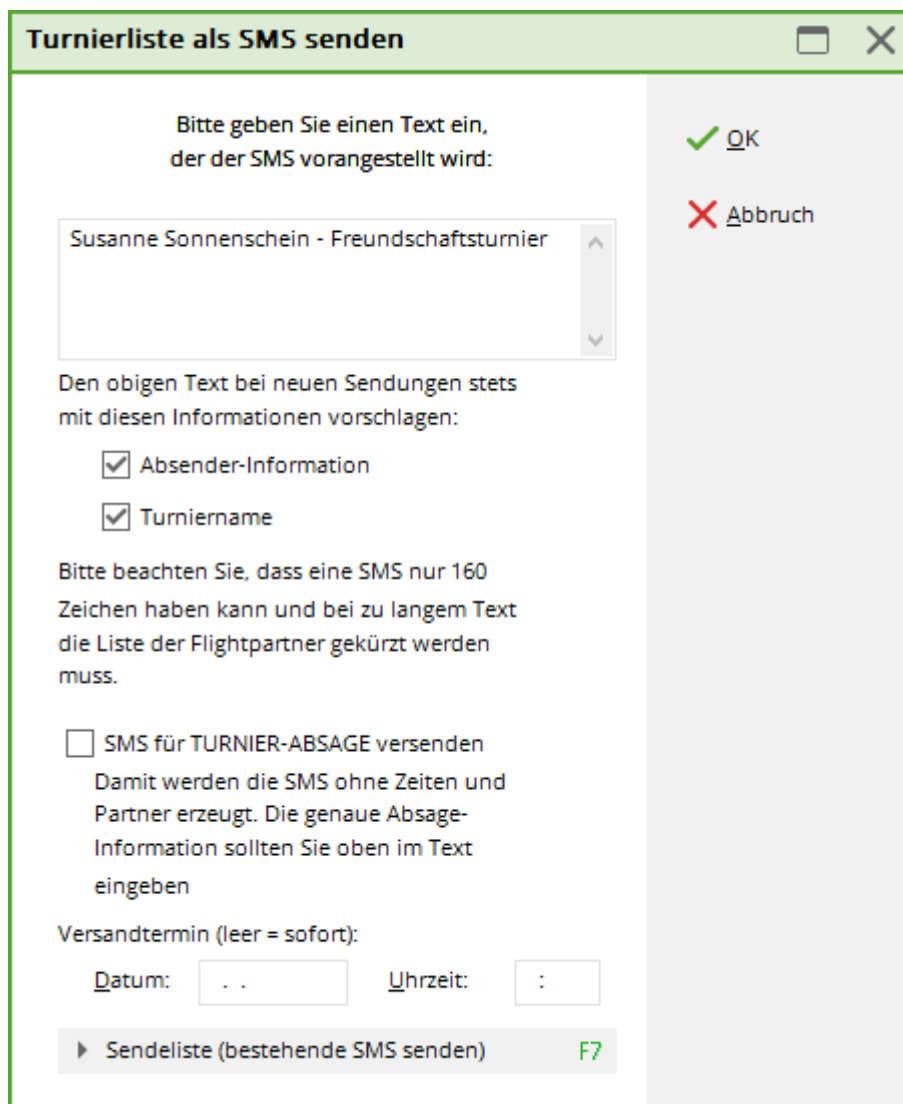 Turnierliste als SMS senden
Bitte geben Sie einen Text ein,
der der SMS vorangestellt wird:
OK
Abbruch
Susanne Sonnenschein - Freundschaftsturnier
Den obigen Text bei neuen Sendungen stets
mit diesen Informationen vorschlagen:
Absender-Information
Turniername
Bitte beachten Sie, dass eine SMS nur 160
Zeichen haben kann und bei zu langem Text
die Liste der Flightpartner gekürzt werden
muss.
SMS für TURNIER-ABSAGE versenden
Damit werden die SMS ohne Zeiten und
Partner erzeugt. Die genaue Absage-
Information sollten Sie oben im Text
eingeben
Versandtermin (leer = sofort):
Datum: . . Uhrzeit: :
Sendeliste (bestehende SMS senden) F7